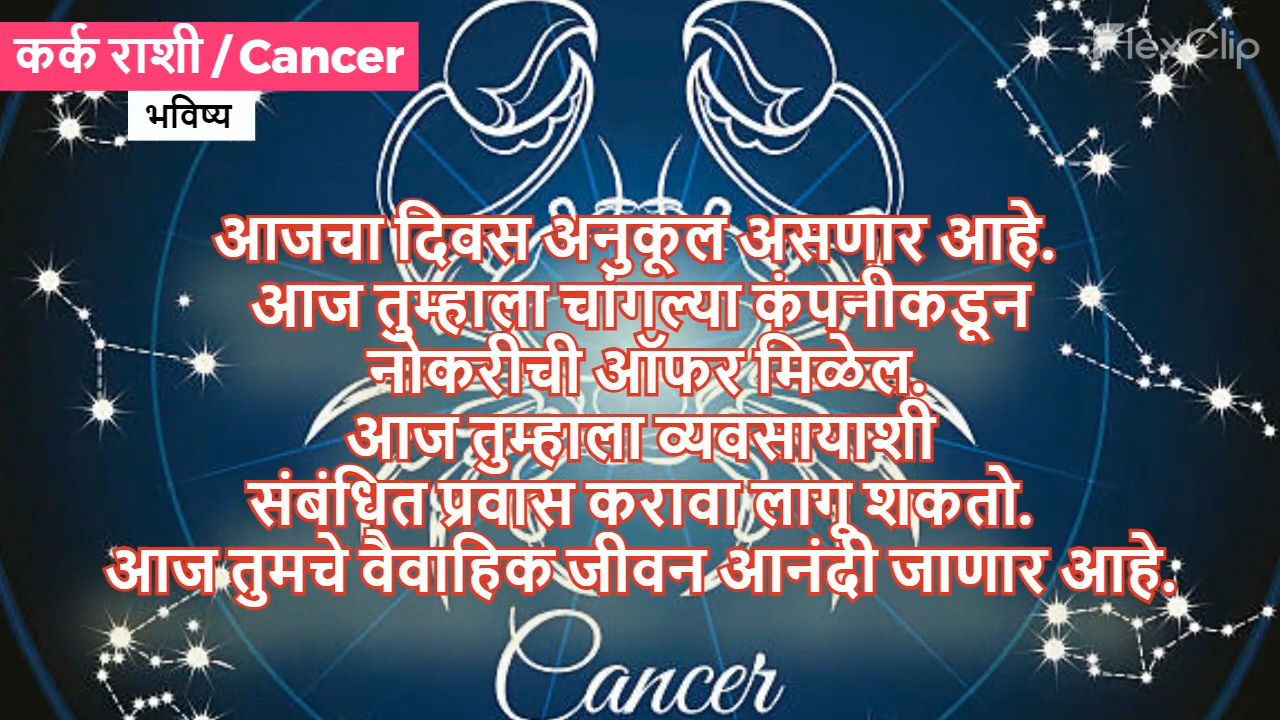 कर्क राशी / Cancer
FlexClip
भविष्य
आजचा दिवस अनुकूल असणार आहे.
आज तुम्हाला चांगल्या कंपनीकडून
नोकरीची ऑफर मिळेल.
आज तुम्हाला व्यवसायाशी
संबंधित प्रवास करावा लागू शकतो.
आज तुमचे वैवाहिक जीवन आनंदी जाणार आहे.
Cancer